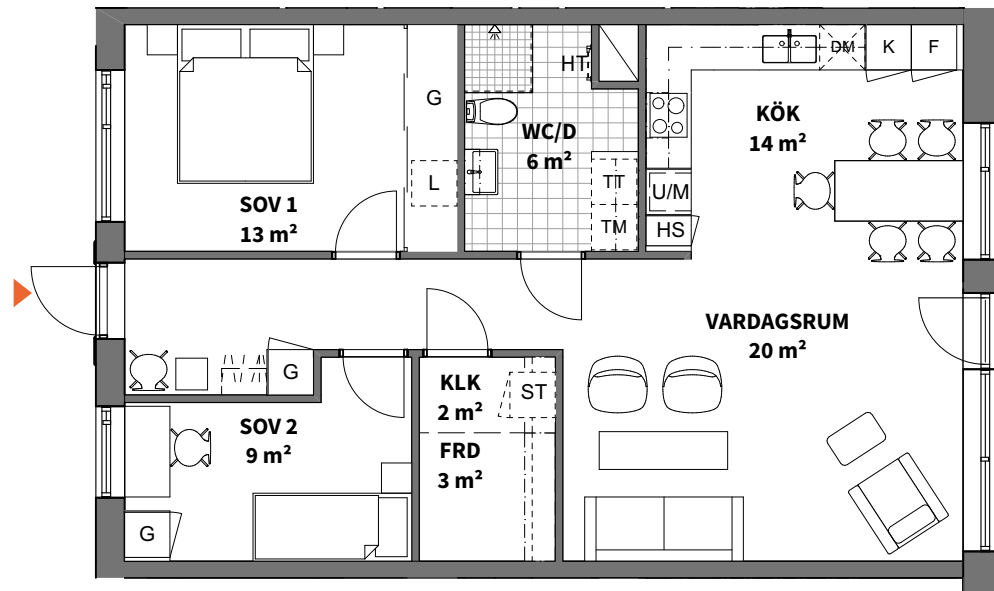 HT
DM
K
F
G
KÖK
14 m²
WC/D
6 m²
L
TT
U/M
SOV 1
13 m²
TM
HS
VARDAGSRUM
20 m²
G
KLK
2 m²
ST
SOV 2
9 m²
FRD
3 m²
G